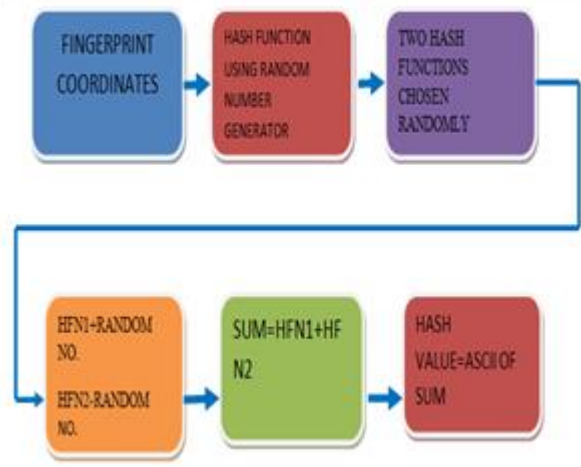 FINGERPRINT
COORDINATES
HASH FUNCTION
USING RANDOM
NUMBER
GENERATOR
TWO HASH
FUNCTIONS
CHOSEN
RANDOMLY
HFN1+RANDOM
NO.
HFN2-RANDOM
NO.
SUM=HFN1+HF
N2
HASH
VALUE=ASCII OF
SUM